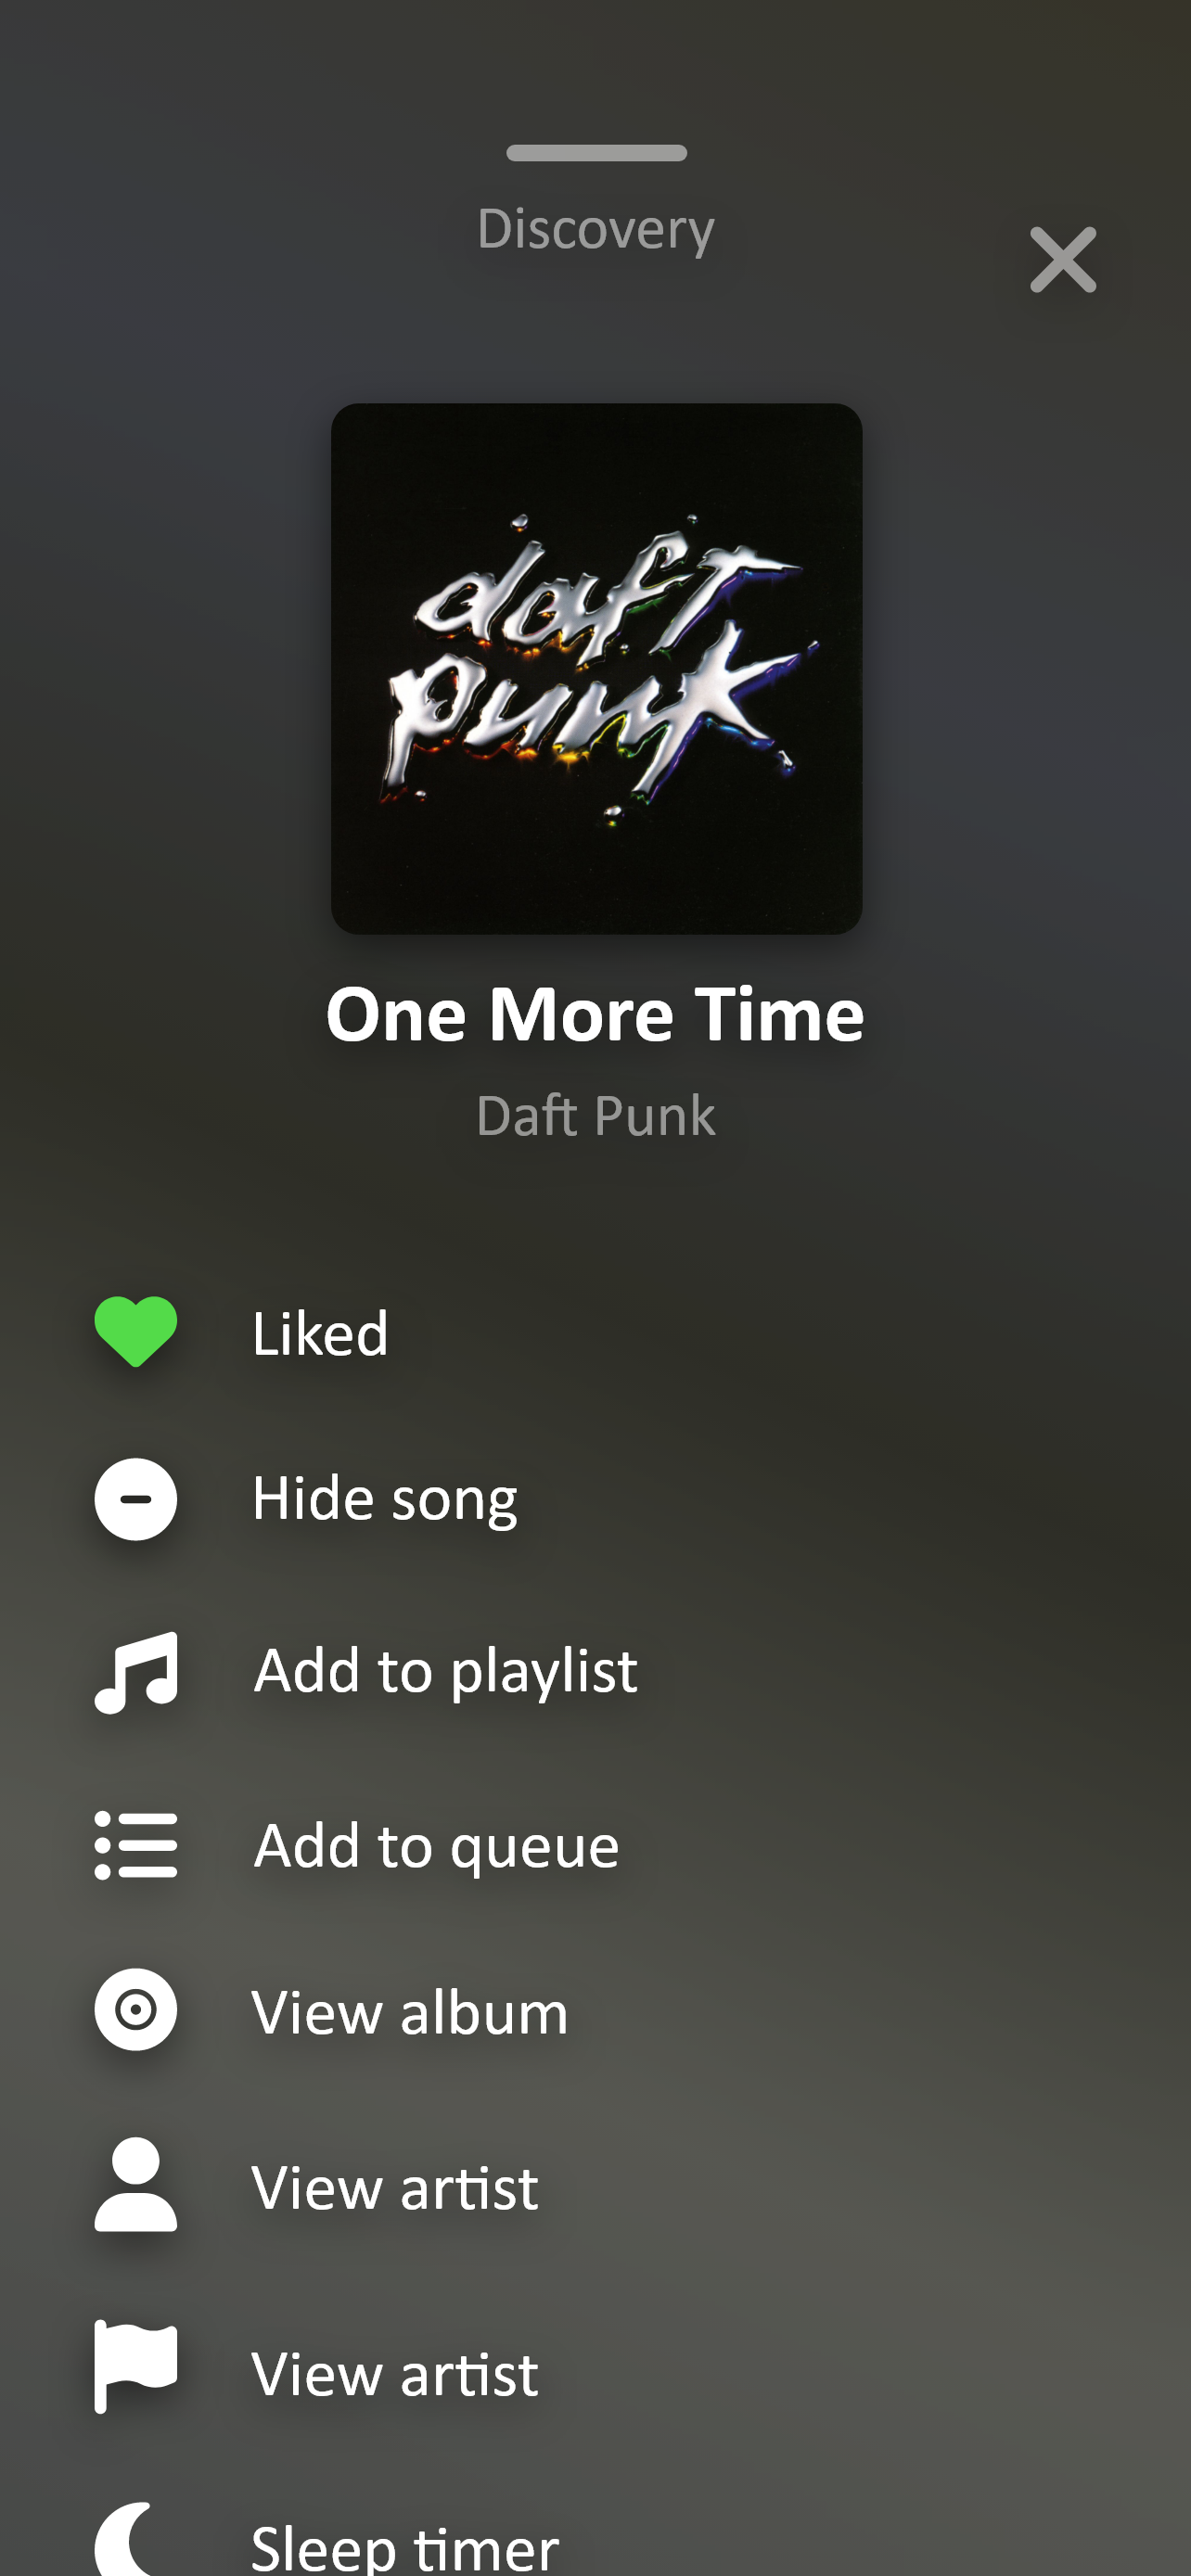 Discovery
daft
punk
One More Time
Daft Punk
Liked
Hide song
Add to playlist
Add to queue
View album
View artist
View artist
Sleep timer